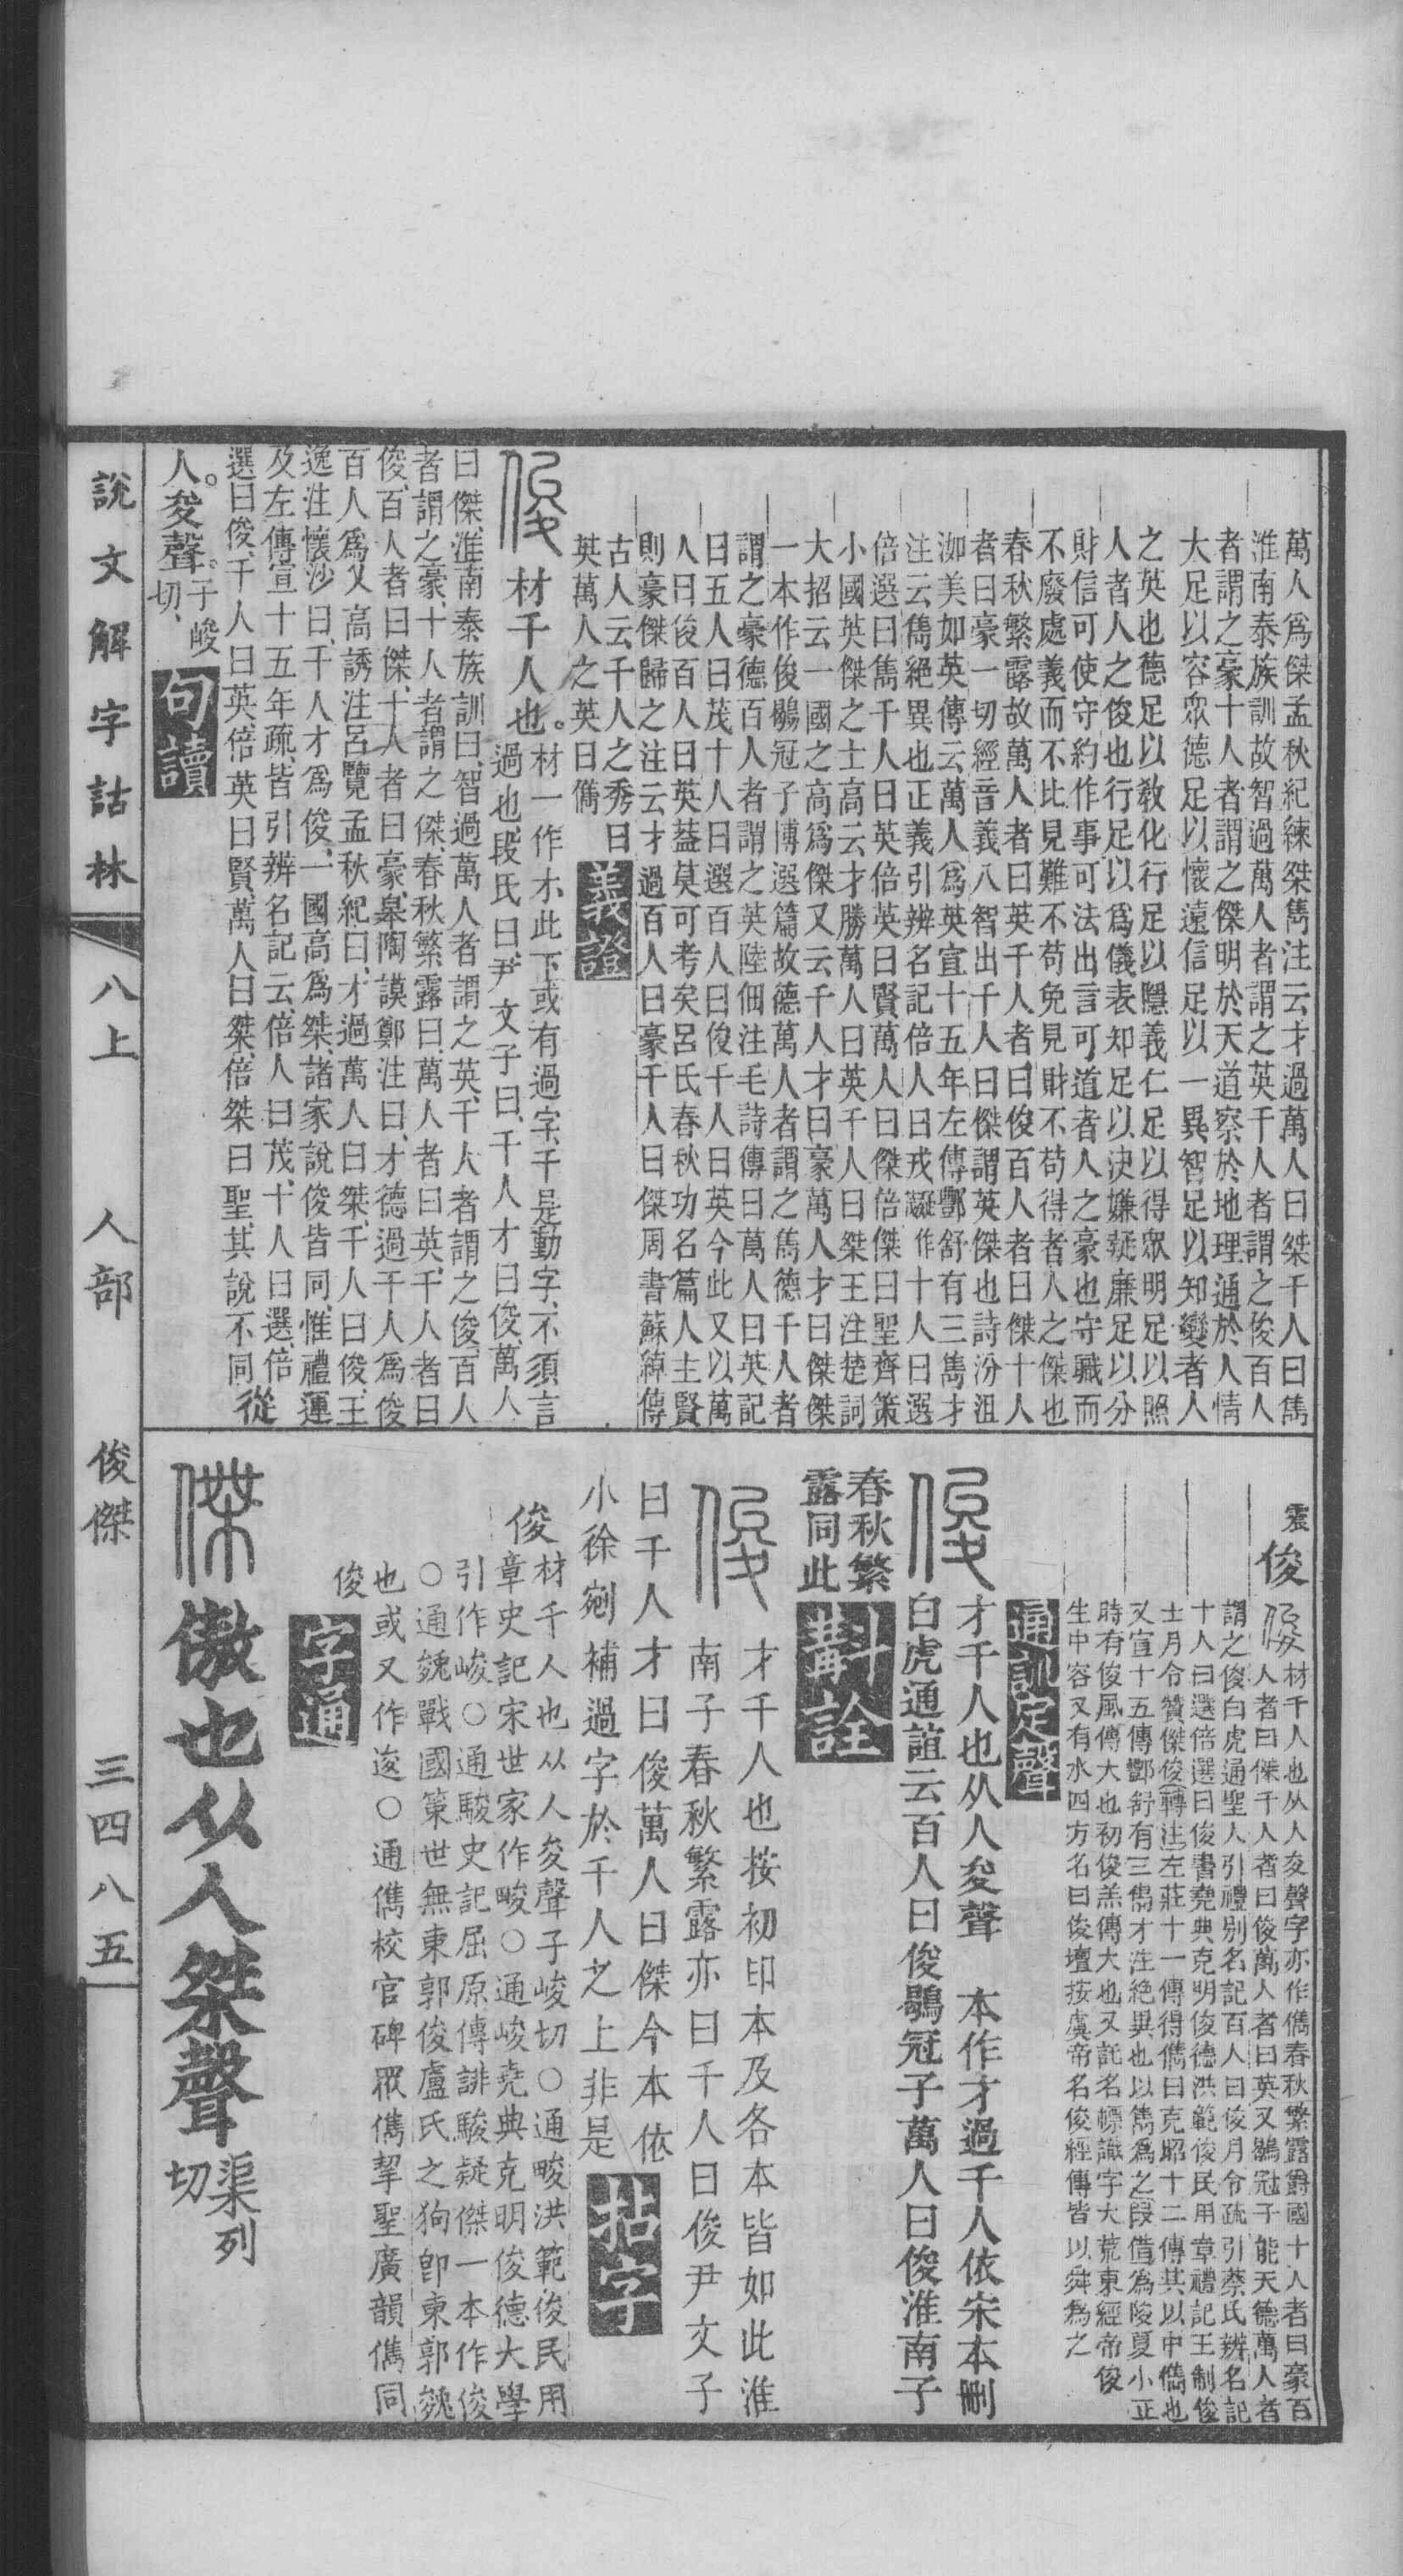 萬人爲傑孟秋紀練桀雋注云才過萬人曰桀千人曰雋
淮南泰族訓故智過萬人者謂之英千人者謂之俊百人
者謂之豪十人者謂之傑明於天道察於地理通於人情
大足以容眾德足以懷遠信足以一異智足以知變者人
之英也德足以敎化行足以隱義仁足以得眾明足以照
人者人之俊也行足以爲儀表知足以決嫌疑廉足以分
財信可使守約作事可法出言可道者人之豪也守職而
不廢處義而不比見難不苟免見財不苟得者人之傑也
春秋繁露故萬人者曰英千人者曰俊百人者曰傑十人
者曰豪一切經音義八智出千人曰傑謂英傑也詩汾沮
洳美如英傳云萬人爲英宣十五年左傳酆舒有三雋才
注云雋絕異也正義引辨名記倍人曰茂疑作十人曰選
倍選曰雋千人曰英倍英曰賢萬人曰傑倍傑曰聖齊策
小國英傑之士高云才勝萬人曰英千人曰桀王注楚詞
大招云一國之高爲傑又云千人才曰豪萬人才曰傑傑
一本作俊鶡冠子博選篇故德萬人者謂之雋德千人者
謂之豪德百人者謂之英陸佃注毛詩傳曰萬人曰英記
曰五人曰茂十人曰選百人曰俊千人曰英今此又以萬
人曰俊百人曰英葢莫可考矣呂氏春秋功名篇人主賢
則豪傑歸之注云才過百人曰豪千人曰傑周書蘇綽傳
古人云千人之秀曰
英萬人之英曰儁
義證
材千人也。
材一作才此下或有過字、千是動字、不須言
過也、段氏曰、尹文子曰、千人才曰俊、萬人
曰傑、淮南泰族訓曰、智過萬人者謂之英、千人者謂之俊、百人
者謂之豪、十人者謂之傑、春秋繁露曰、萬人者曰英、千人者曰
俊、百人者曰傑、十人者曰豪、皋陶謨鄭注曰、才德過千人爲俊
百人爲乂高誘注呂覽孟秋紀曰、才過萬人曰桀、千人曰俊、王
逸注懷沙曰、千人才爲俊、一國高爲桀、諸家說俊皆同、惟禮運
及左傳宣十五年疏、皆引辨名記云、倍人曰茂、十人曰選、倍
選曰俊、千人曰英、倍英曰賢、萬人曰桀、倍桀曰聖、其說不同
從
人。夋聲。
子峻
切、
句讀
震
俊
材千人也从人夋聲字亦作儁春秋繁露爵國十人者曰豪百
人者曰傑千人者曰俊萬人者曰英又鶡冠子能天德萬人者
謂之俊白虎通聖人引禮別名記百人曰俊月令疏引蔡氏辨名記
十人曰選倍選曰俊書堯典克明俊德洪範俊民用章禮記王制俊
士月令贊傑俊(轉注)左莊十一傳得儁曰克昭十二傳其以中儁也
又宣十五傳酆舒有三儁才注絕異也以雋爲之(叚借)爲陖夏小正
時有俊風傳大也初俊羔傳大也又託名幖識字大荒東經帝俊
生中容又有水四方名曰俊壇按虞帝名俊經傳皆以舜爲之
通訓定聲
才千人也从人夋聲　本作才過千人依宋本刪
白虎通誼云百人曰俊鶡冠子萬人曰俊淮南子
春秋繁
露同此
斠詮
才千人也按初印本及各本皆如此淮
南子春秋繁露亦曰千人曰俊尹文子
曰千人才曰俊萬人曰傑今本依
小徐剜補過字於千人之上非是
拈字
俊
材千人也从人夋聲子峻切○通畯洪範俊民用
章史記宋世家作畯○通峻堯典克明俊德大學
引作峻○通駿史記屈原傳誹駿疑傑一本作俊
○通䰟戰國策世無東郭俊盧氏之狗卽東郭䰟
也或又作逡○通儁校官碑眾儁挈聖廣韻儁同
俊
字通
傲也从人桀聲
渠列
切
說文解字詁林
八上
人部
俊傑
三四八五